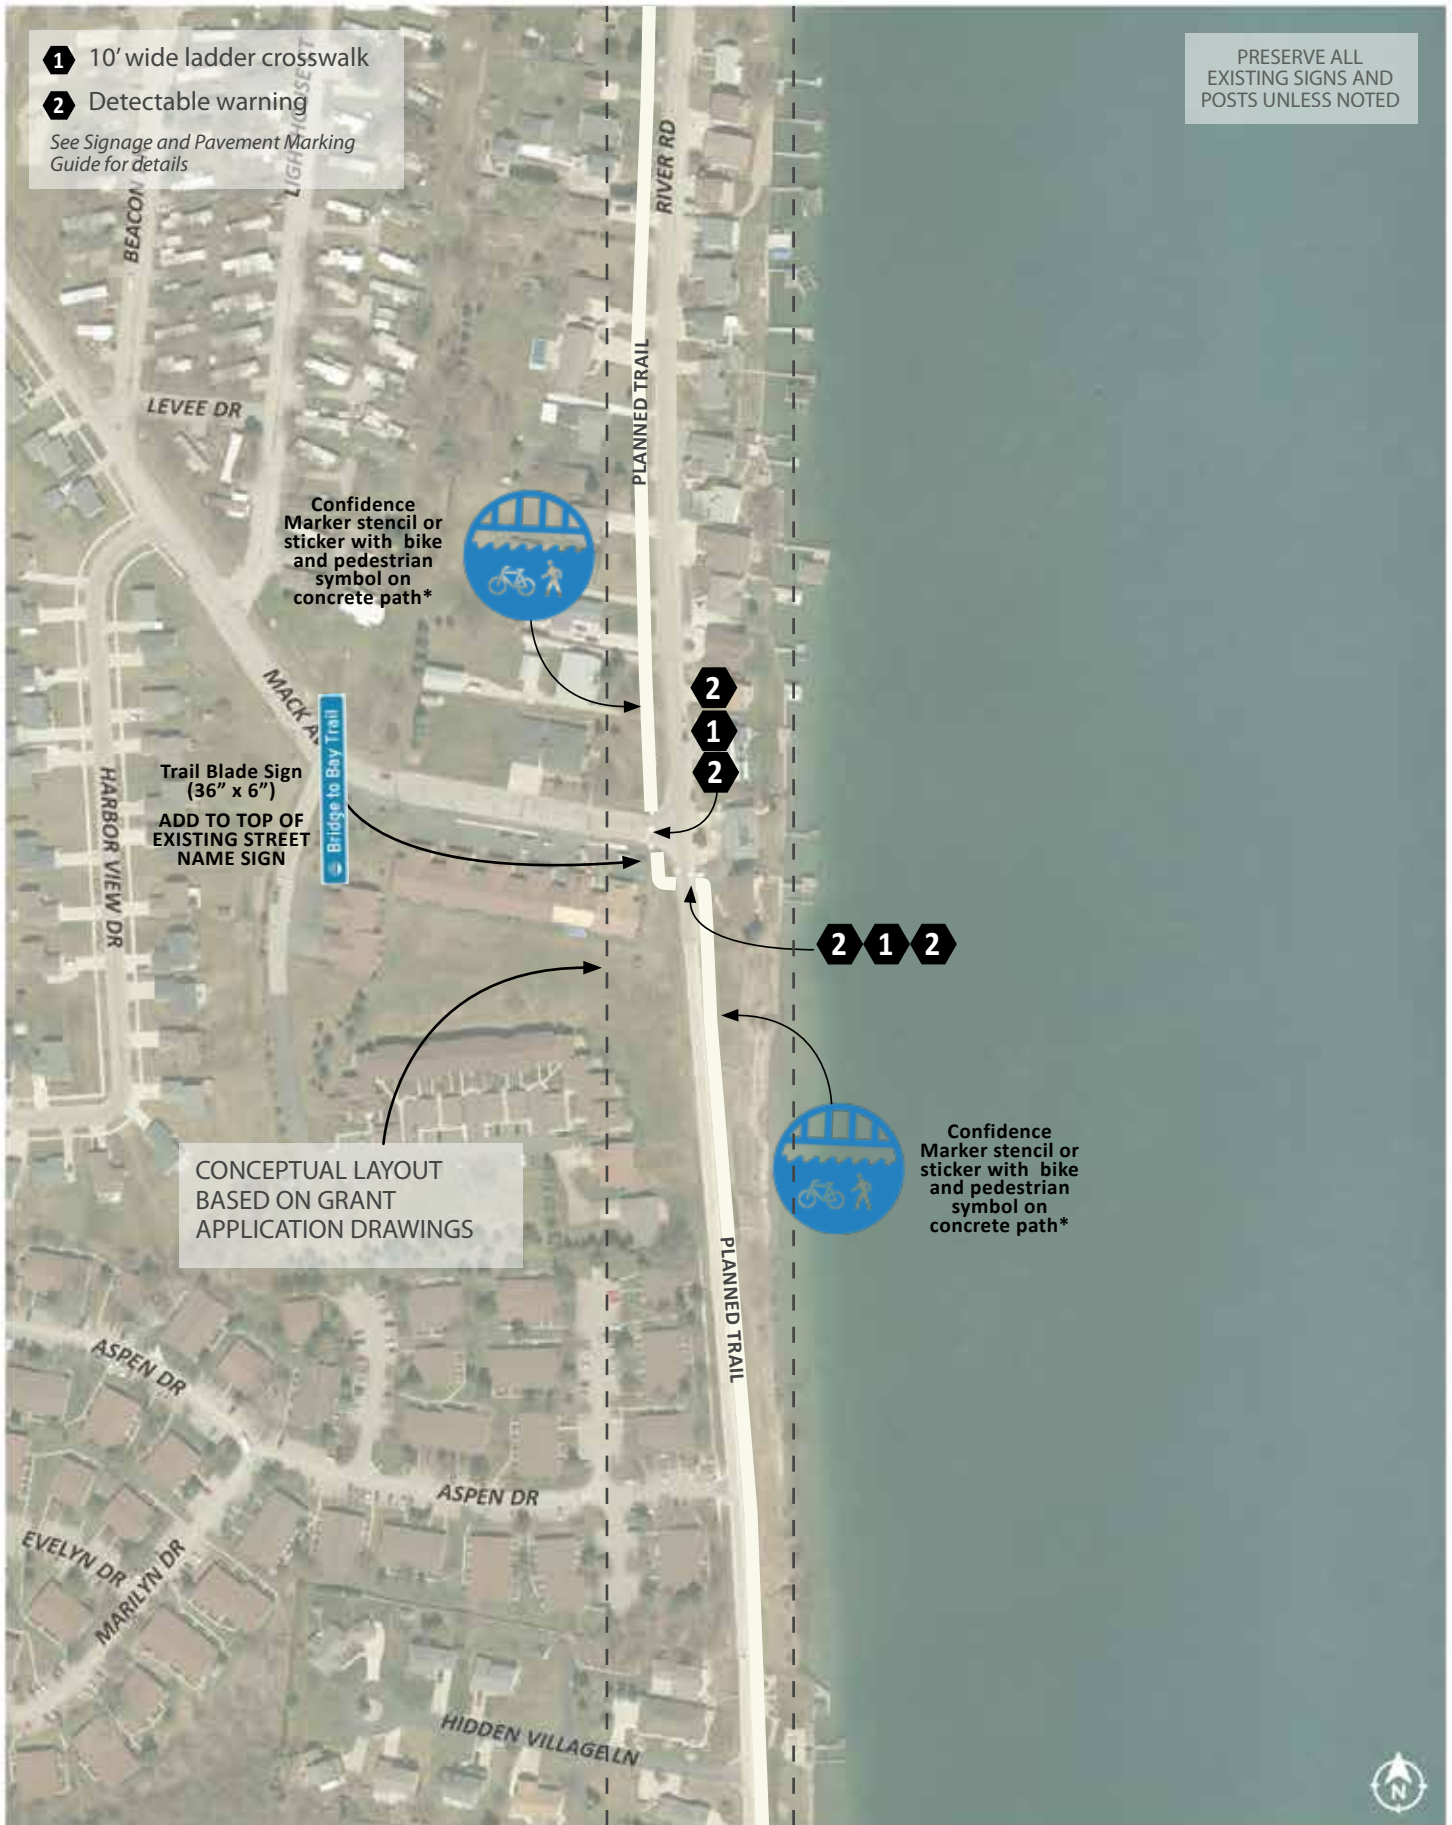 1 10' wide ladder crosswalk
2 Detectable warning
See Signage and Pavement Marking
Guide for details
PRESERVE ALL
EXISTING SIGNS AND
POSTS UNLESS NOTED
BEACON
LIGHTHOUSE ST
RIVER RD
LEVEE DR
PLANNED TRAIL
Confidence
Marker stencil or
sticker with bike
and pedestrian
symbol on
concrete path*
MACK AV
2
1
2
Bridge to Bay Trail
Trail Blade Sign
(36" x 6")
ADD TO TOP OF
EXISTING STREET
NAME SIGN
HARBOR VIEW DR
2 1 2
CONCEPTUAL LAYOUT
BASED ON GRANT
APPLICATION DRAWINGS
Confidence
Marker stencil or
sticker with bike
and pedestrian
symbol on
concrete path*
PLANNED TRAIL
ASPEN DR
ASPEN DR
EVELYN DR
MARILYN DR
HIDDEN VILLAGE LN
N